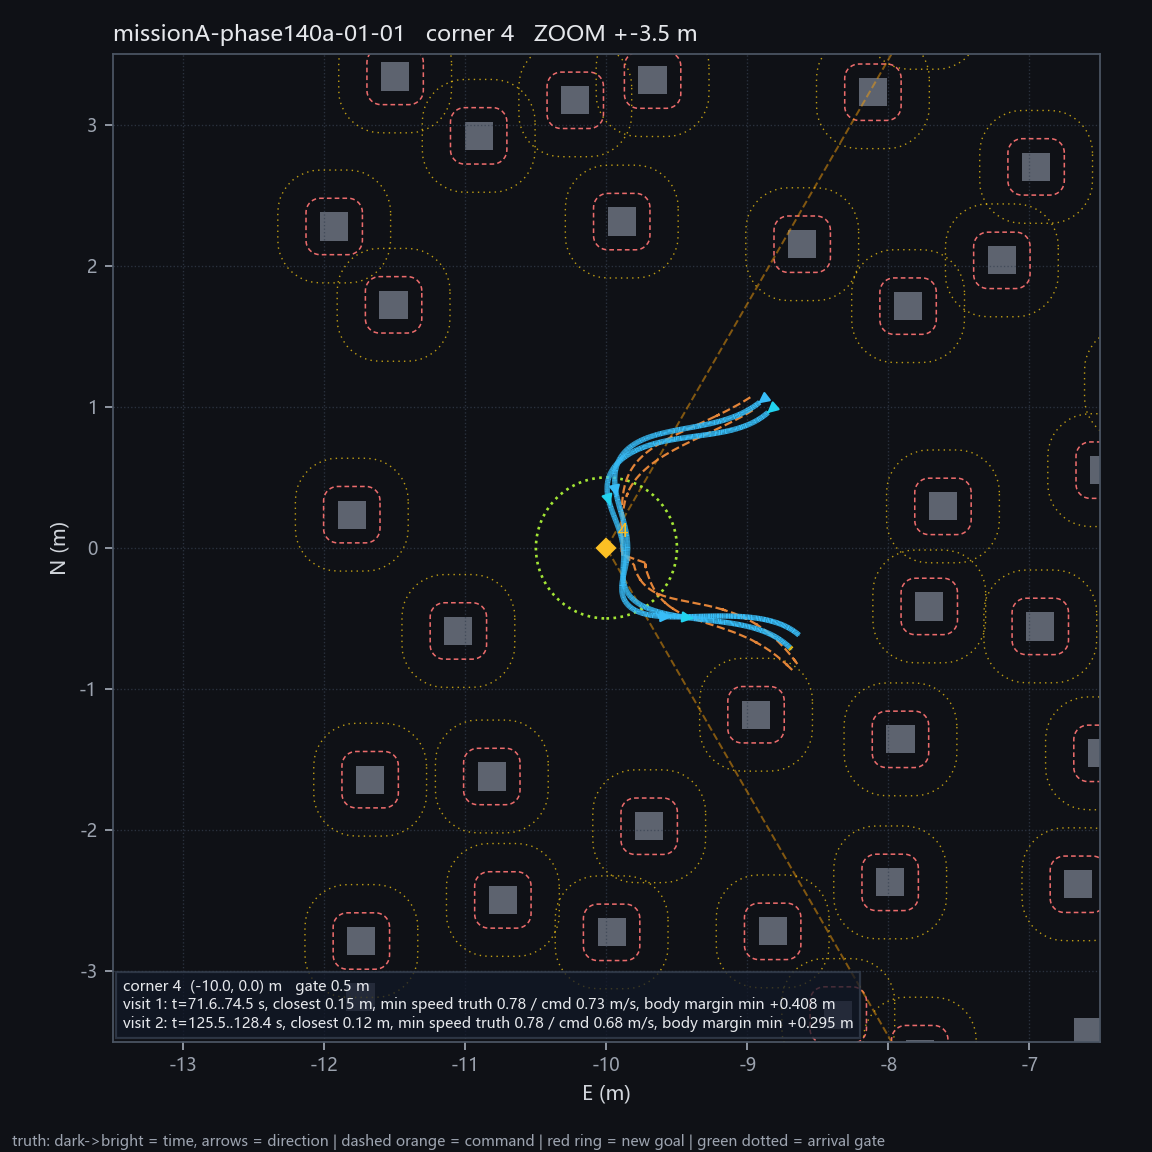 missionA-phase140a-01-01 corner 4 ZOOM +-3.5 m
3
2
1
0
-1
-2
-3
N (m)
4
corner 4 (-10.0, 0.0) m gate 0.5 m
visit 1: t=71.6..74.5 s, closest 0.15 m, min speed truth 0.78 / cmd 0.73 m/s, body margin min +0.408 m
visit 2: t=125.5..128.4 s, closest 0.12 m, min speed truth 0.78 / cmd 0.68 m/s, body margin min +0.295 m
-13 -12 -11 -10 -9 -8 -7
E (m)
truth: dark->bright = time, arrows = direction | dashed orange = command | red ring = new goal | green dotted = arrival gate